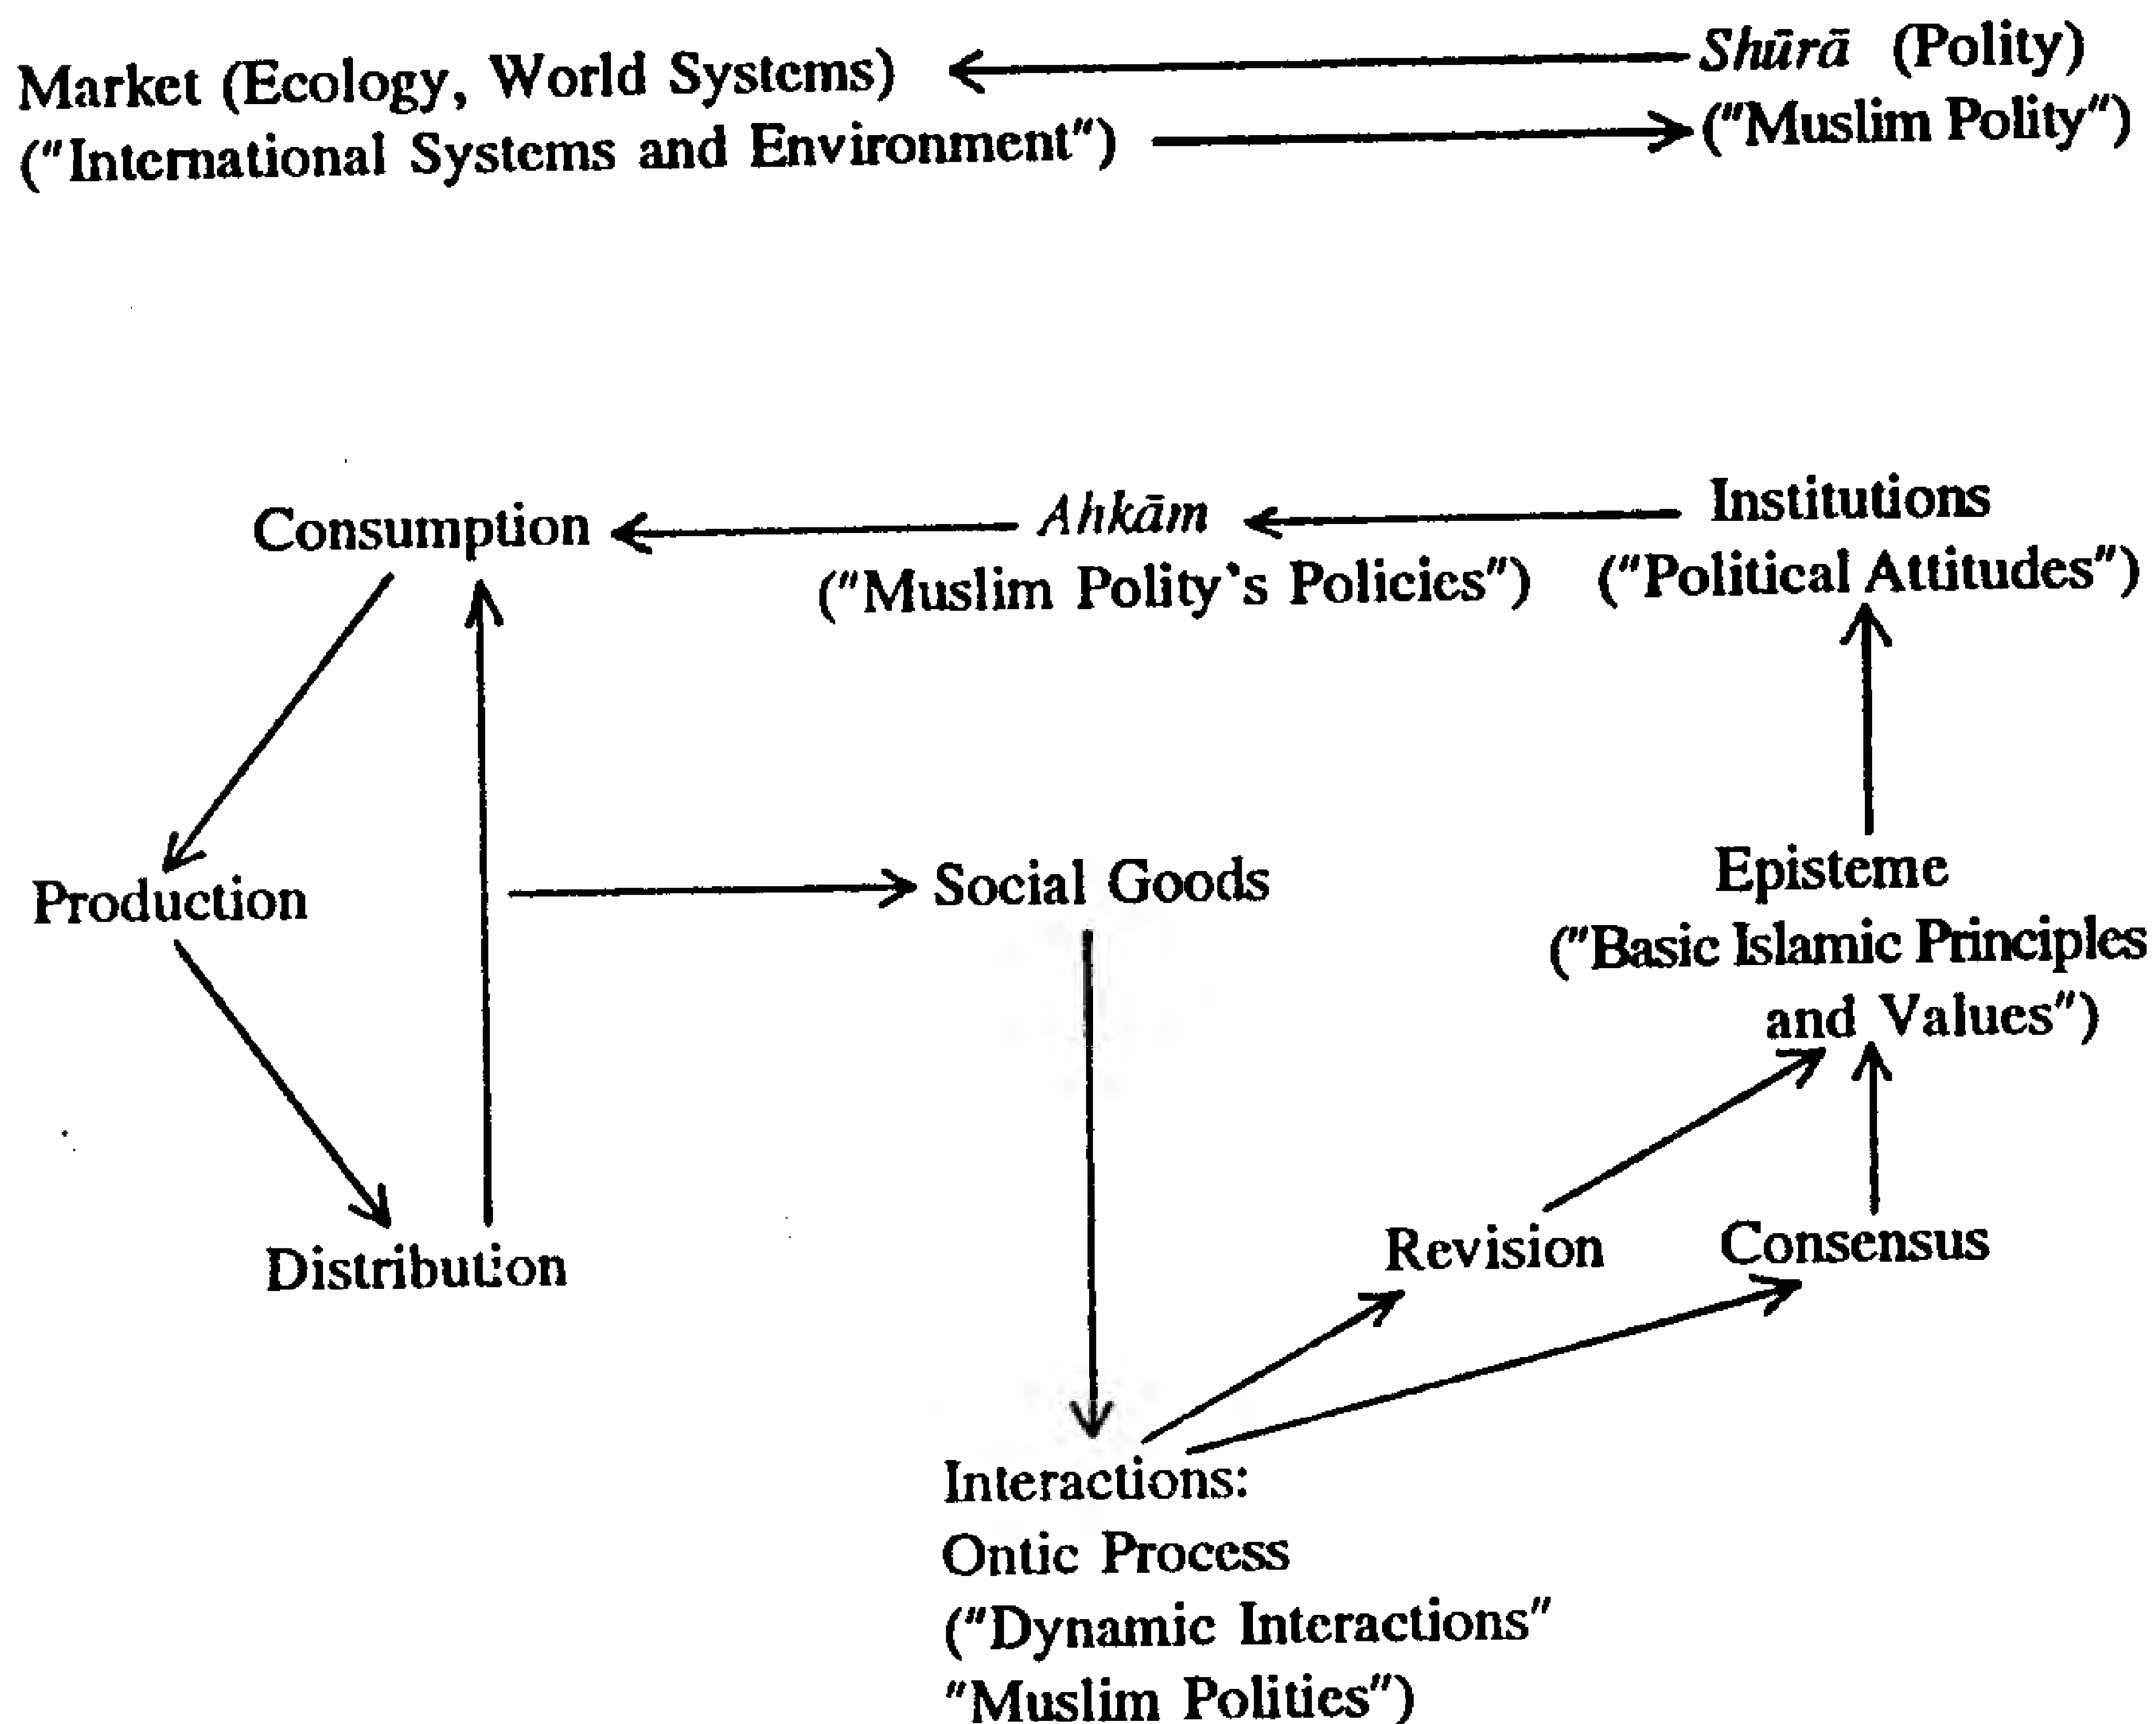 Market (Ecology, World Systems)
("International Systems and Environment")
Shūrā (Polity)
("Muslim Polity")
Consumption
Ahkām
("Muslim Polity's Policies")
Institutions
("Political Attitudes")
Production
Social Goods
Episteme
("Basic Islamic Principles
and Values")
Distribution
Revision
Consensus
Interactions:
Ontic Process
("Dynamic Interactions"
"Muslim Polities")